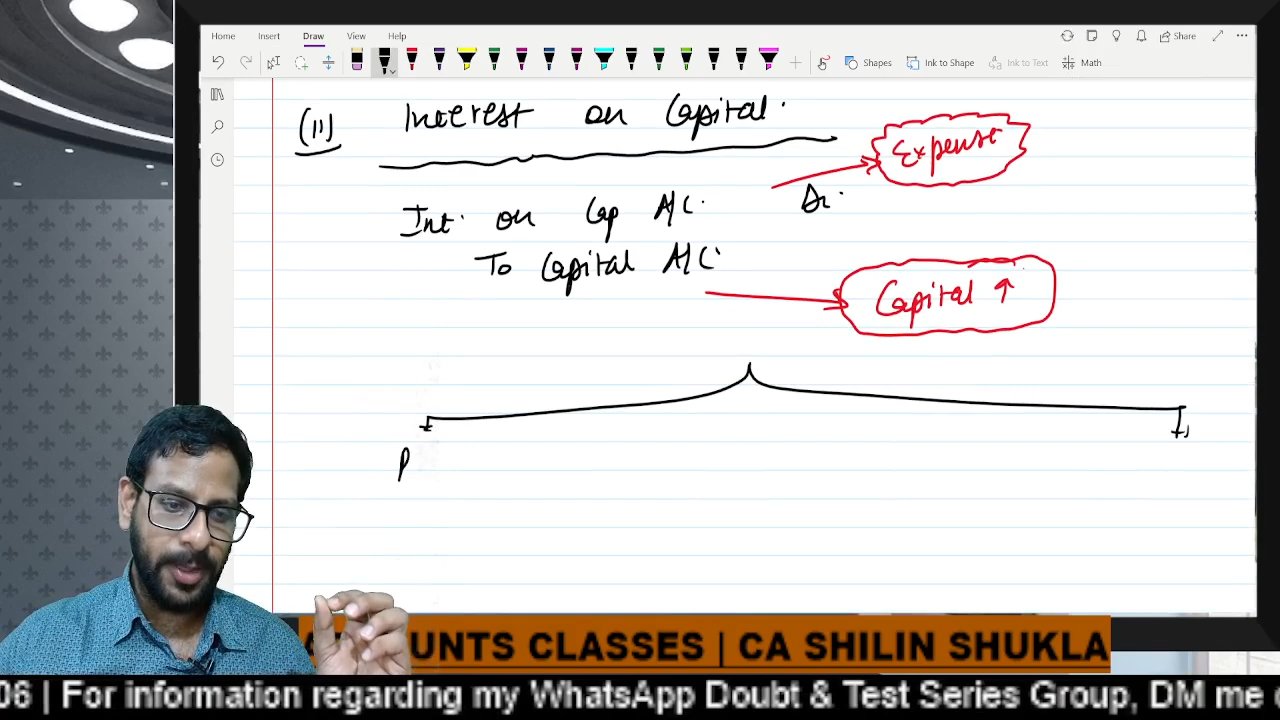 Home Insert Draw View Help Share
Shapes Ink to Shape Ink to Text Math
(11) Interest on Capital.
Expense
Int. on Cap A/C. Dr.
To Capital A/C
Capital ↑
P
UNTS CLASSES | CA SHILIN SHUKLA
06 | For information regarding my WhatsApp Doubt & Test Series Group, DM me